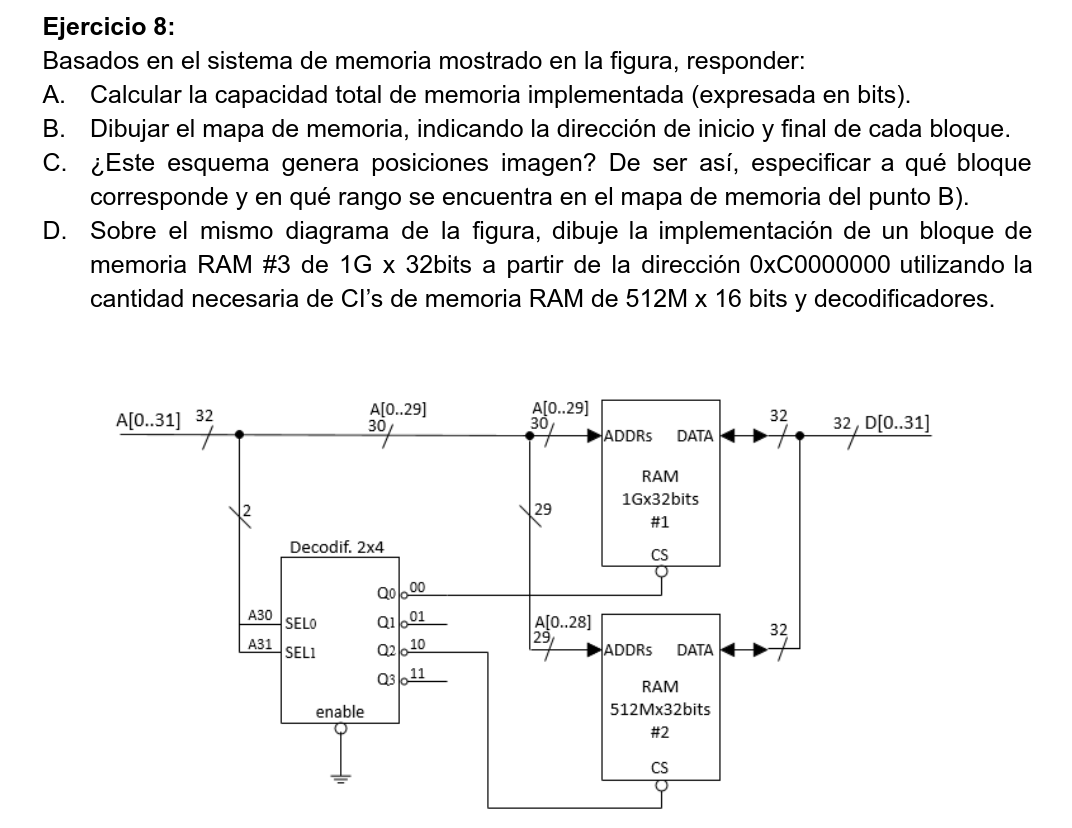 Ejercicio 8:
Basados en el sistema de memoria mostrado en la figura, responder:
A. Calcular la capacidad total de memoria implementada (expresada en bits).
B. Dibujar el mapa de memoria, indicando la dirección de inicio y final de cada bloque.
C. ¿Este esquema genera posiciones imagen? De ser así, especificar a qué bloque
corresponde y en qué rango se encuentra en el mapa de memoria del punto B).
D. Sobre el mismo diagrama de la figura, dibuje la implementación de un bloque de
memoria RAM #3 de 1G x 32bits a partir de la dirección 0xC0000000 utilizando la
cantidad necesaria de CI's de memoria RAM de 512M x 16 bits y decodificadores.
A[0..31] 32
A[0..29]
30
A[0..29]
30
32
32 D[0..31]
ADDRs DATA
RAM
1Gx32bits
#1
CS
2
29
Decodif. 2x4
Q0 00
A30 SEL0
Q1 01
A31 SEL1
Q2 10
Q3 11
enable
A[0..28]
29
32
ADDRs DATA
RAM
512Mx32bits
#2
CS